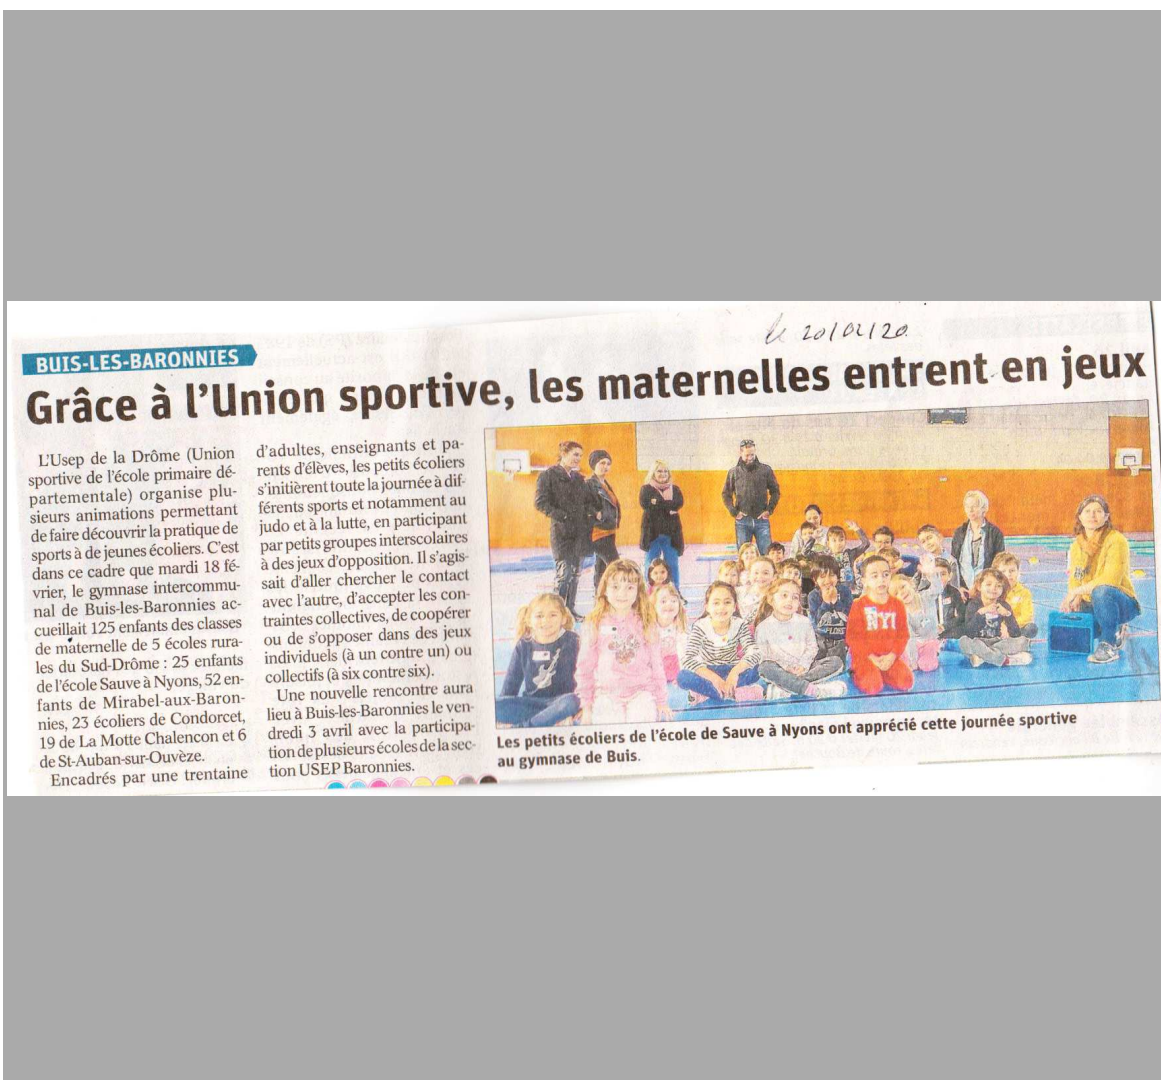 le 20/02/20
BUIS-LES-BARONNIES
Grâce à l'Union sportive, les maternelles entrent en jeux
L'Usep de la Drôme (Union
sportive de l'école primaire dé-
partementale) organise plu-
sieurs animations permettant
de faire découvrir la pratique de
sports à de jeunes écoliers. C'est
dans ce cadre que mardi 18 fé-
vrier, le gymnase intercommu-
nal de Buis-les-Baronnies ac-
cueillait 125 enfants des classes
de maternelle de 5 écoles rura-
les du Sud-Drôme : 25 enfants
de l'école Sauve à Nyons, 52 en-
fants de Mirabel-aux-Baron-
nies, 23 écoliers de Condorcet,
19 de La Motte Chalencon et 6
de St-Auban-sur-Ouvèze.
Encadrés par une trentaine
d'adultes, enseignants et pa-
rents d'élèves, les petits écoliers
s'initièrent toute la journée à dif-
férents sports et notamment au
judo et à la lutte, en participant
par petits groupes interscolaires
à des jeux d'opposition. Il s'agis-
sait d'aller chercher le contact
avec l'autre, d'accepter les con-
traintes collectives, de coopérer
ou de s'opposer dans des jeux
individuels (à un contre un) ou
collectifs (à six contre six).
Une nouvelle rencontre aura
lieu à Buis-les-Baronnies le ven-
dredi 3 avril avec la participa-
tion de plusieurs écoles de la sec-
tion USEP Baronnies.
NY!
Les petits écoliers de l'école de Sauve à Nyons ont apprécié cette journée sportive
au gymnase de Buis.